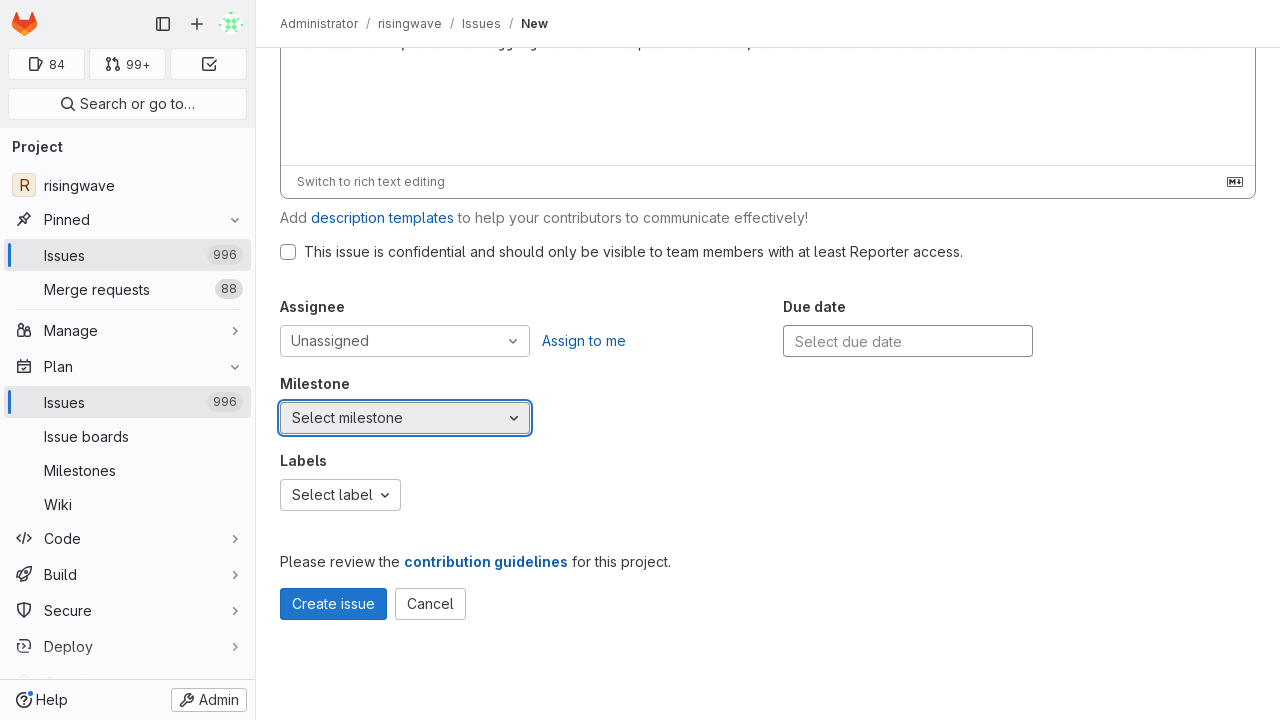 Administrator / risingwave / Issues / New
84
99+
Search or go to…
Project
R risingwave
Pinned
Issues 996
Merge requests 88
Manage
Plan
Issues 996
Issue boards
Milestones
Wiki
Code
Build
Secure
Deploy
Help
Admin
Switch to rich text editing
Add description templates to help your contributors to communicate effectively!
This issue is confidential and should only be visible to team members with at least Reporter access.
Assignee
Unassigned
Assign to me
Due date
Select due date
Milestone
Select milestone
Labels
Select label
Please review the contribution guidelines for this project.
Create issue
Cancel